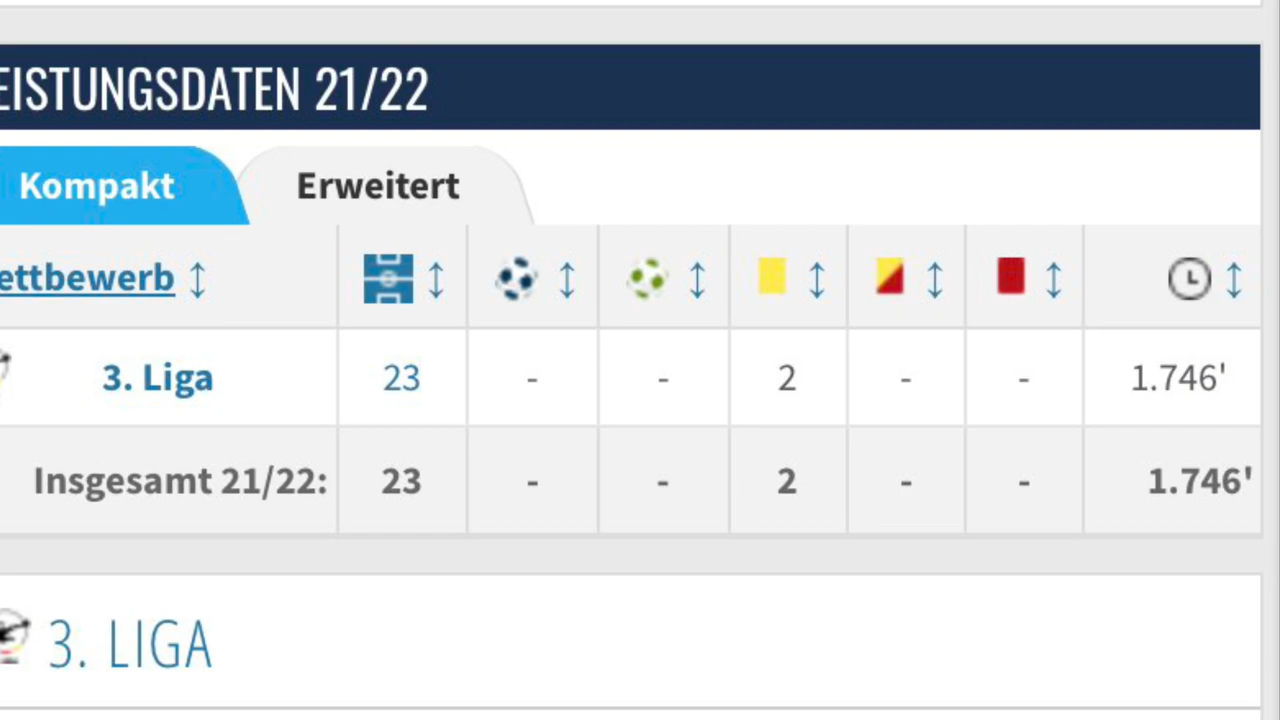 EISTUNGSDATEN 21/22
Kompakt Erweitert
ettbewerb
3. Liga 23 - - 2 - - 1.746'
Insgesamt 21/22: 23 - - 2 - - 1.746'
3. LIGA